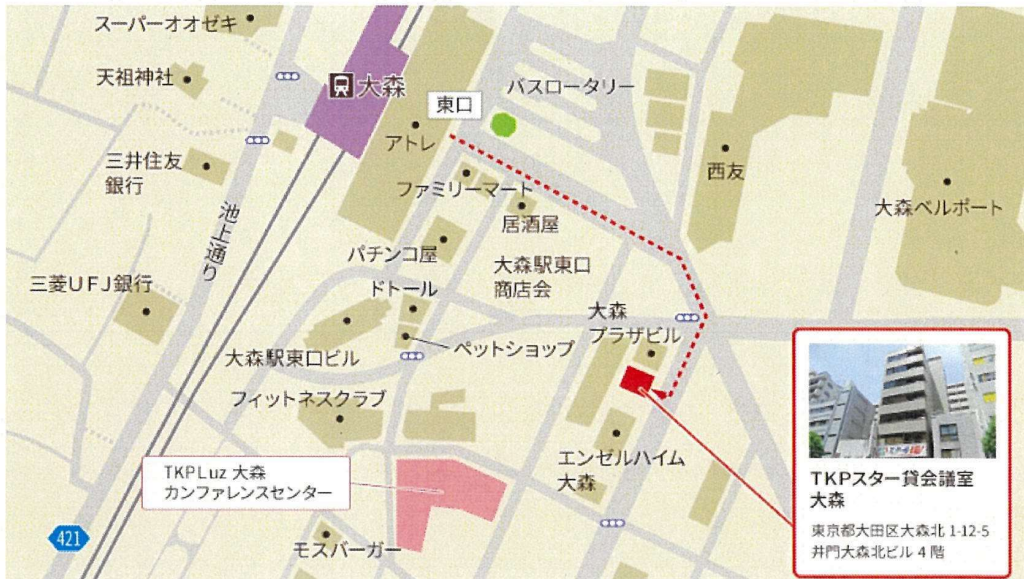 スーパーオオゼキ
天祖神社
大森
東口
バスロータリー
アトレ
三井住友
銀行
ファミリーマート
西友
大森ベルポート
居酒屋
池上通り
パチンコ屋
大森駅東口
商店会
三菱UFJ銀行
ドトール
大森
プラザビル
ペットショップ
大森駅東口ビル
フィットネスクラブ
エンゼルハイム
大森
TKPLuz 大森
カンファレンスセンター
421
モスバーガー
TKPスター貸会議室
大森
東京都大田区大森北 1-12-5
井門大森北ビル 4 階